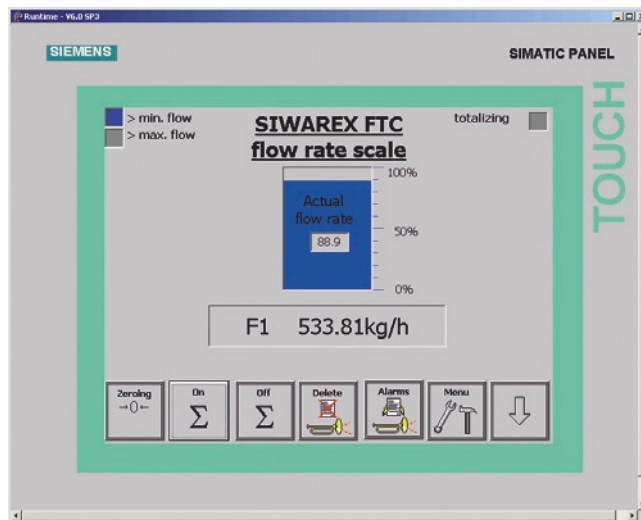 Runtime - V6.0 SP3
SIEMENS
SIMATIC PANEL
TOUCH
> min. flow
> max. flow
SIWAREX FTC
flow rate scale
totalizing
100%
Actual
flow rate
88.9
50%
0%
F1 533.81kg/h
Zeroing
→0←
On
Σ
Off
Σ
Delete
Alarms
Menu